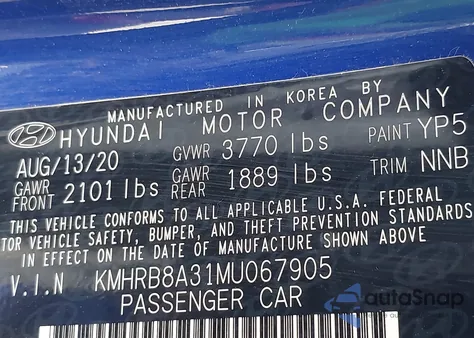 MANUFACTURED IN KOREA BY
HYUNDAI MOTOR COMPANY
AUG/13/20 GVWR 3770 lbs PAINT YP5
GAWR FRONT 2101 lbs GAWR REAR 1889 lbs TRIM NNB
THIS VEHICLE CONFORMS TO ALL APPLICABLE U.S.A. FEDERAL
TOR VEHICLE SAFETY, BUMPER, AND THEFT PREVENTION STANDARDS
IN EFFECT ON THE DATE OF MANUFACTURE SHOWN ABOVE
V.I.N KMHRB8A31MU067905
PASSENGER CAR
autoSnap